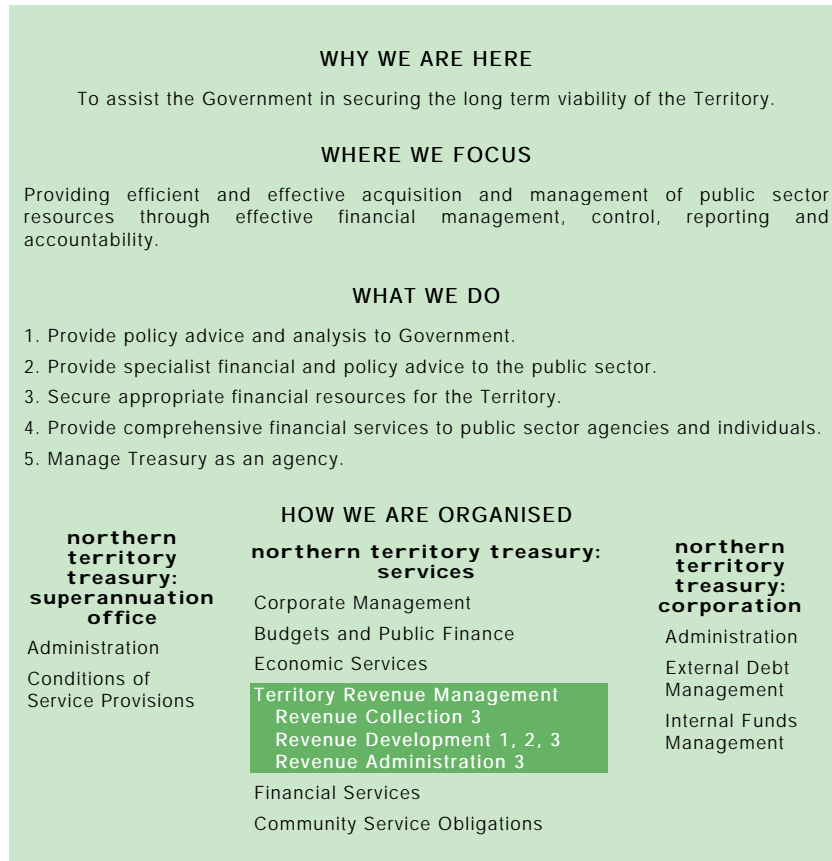 WHY WE ARE HERE
To assist the Government in securing the long term viability of the Territory.
WHERE WE FOCUS
Providing efficient and effective acquisition and management of public sector
resources through effective financial management, control, reporting and
accountability.
WHAT WE DO
1. Provide policy advice and analysis to Government.
2. Provide specialist financial and policy advice to the public sector.
3. Secure appropriate financial resources for the Territory.
4. Provide comprehensive financial services to public sector agencies and individuals.
5. Manage Treasury as an agency.
HOW WE ARE ORGANISED
northern
territory
treasury:
superannuation
office
Administration
Conditions of
Service Provisions
northern territory treasury:
services
Corporate Management
Budgets and Public Finance
Economic Services
Territory Revenue Management
Revenue Collection 3
Revenue Development 1, 2, 3
Revenue Administration 3
Financial Services
Community Service Obligations
northern
territory
treasury:
corporation
Administration
External Debt
Management
Internal Funds
Management